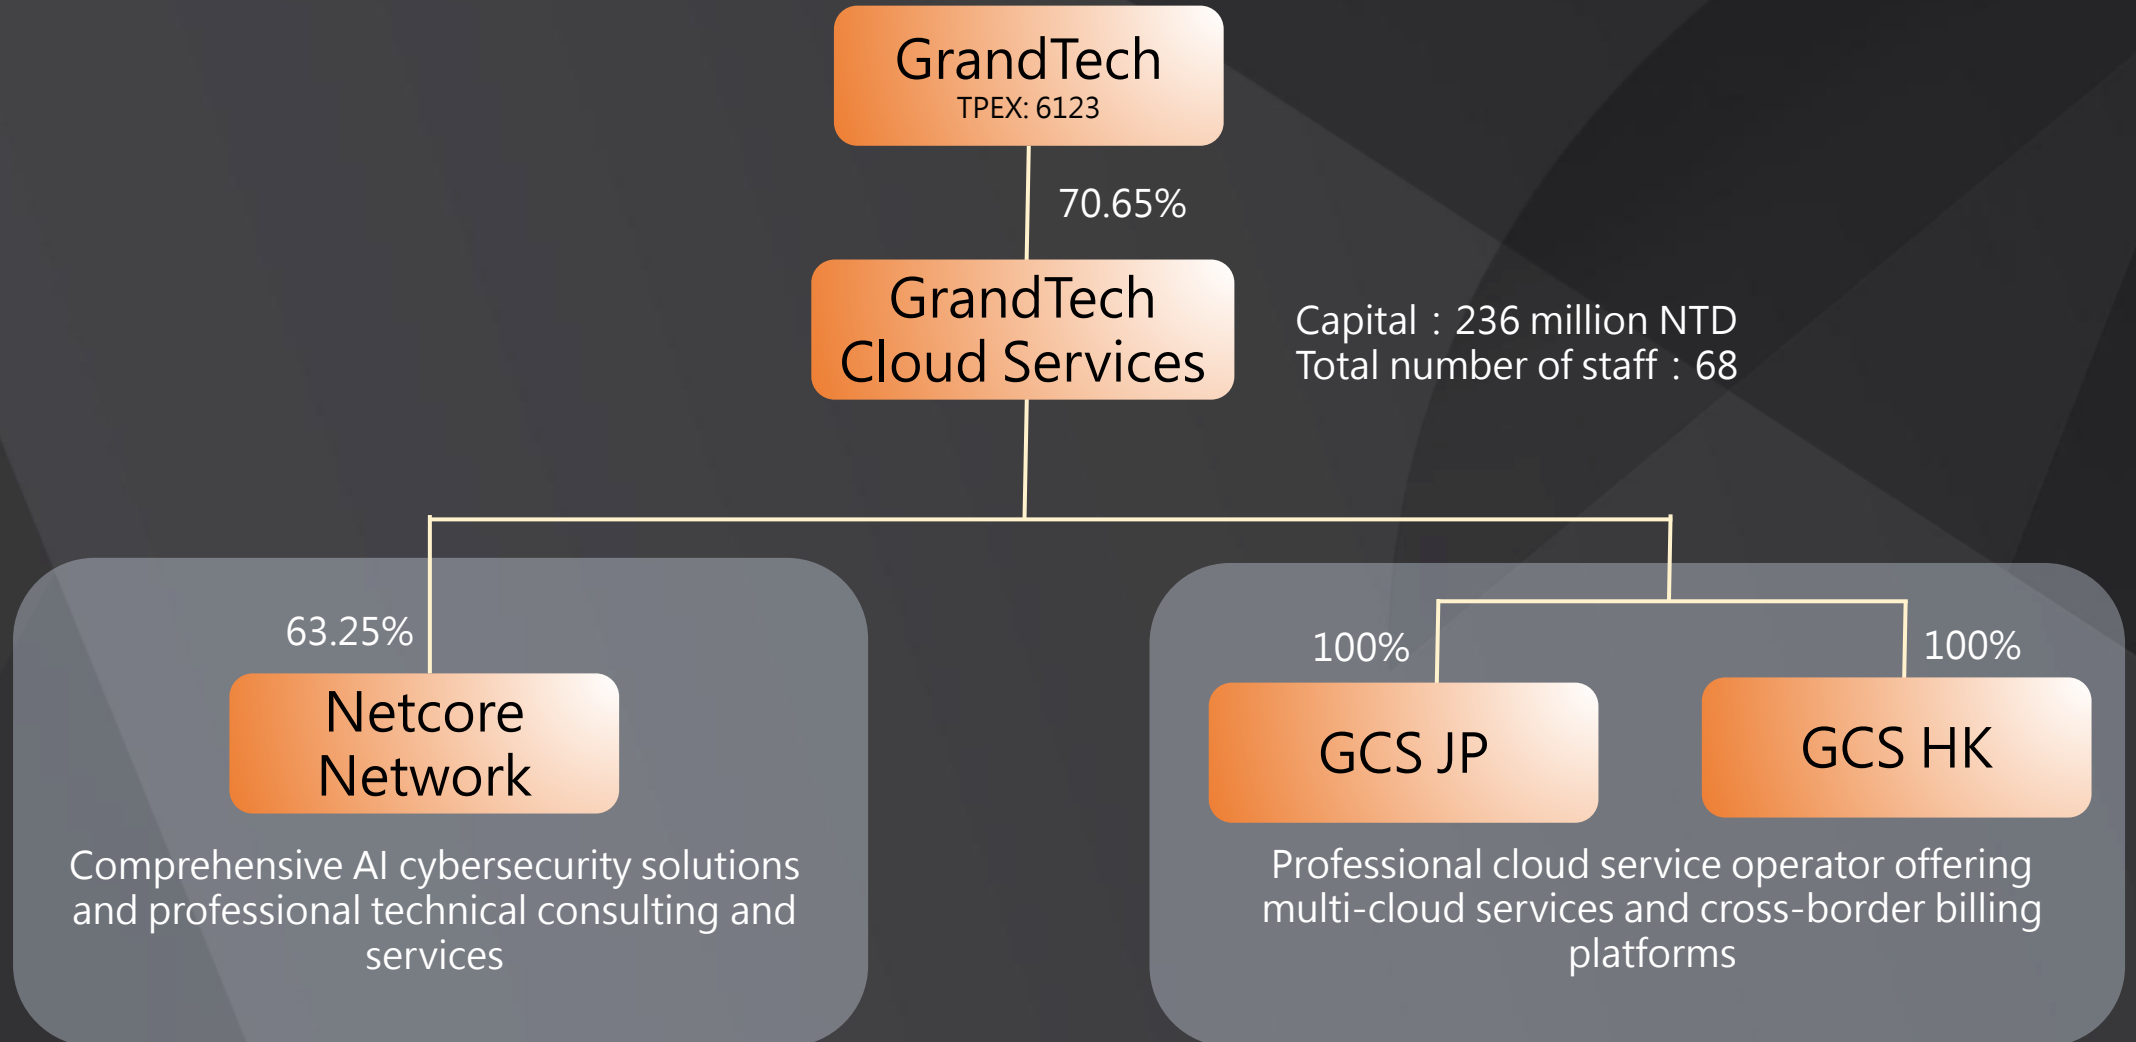 GrandTech
TPEX: 6123
70.65%
GrandTech
Cloud Services
Capital：236 million NTD
Total number of staff：68
63.25%
Netcore
Network
Comprehensive AI cybersecurity solutions
and professional technical consulting and
services
100%
100%
GCS JP
GCS HK
Professional cloud service operator offering
multi-cloud services and cross-border billing
platforms